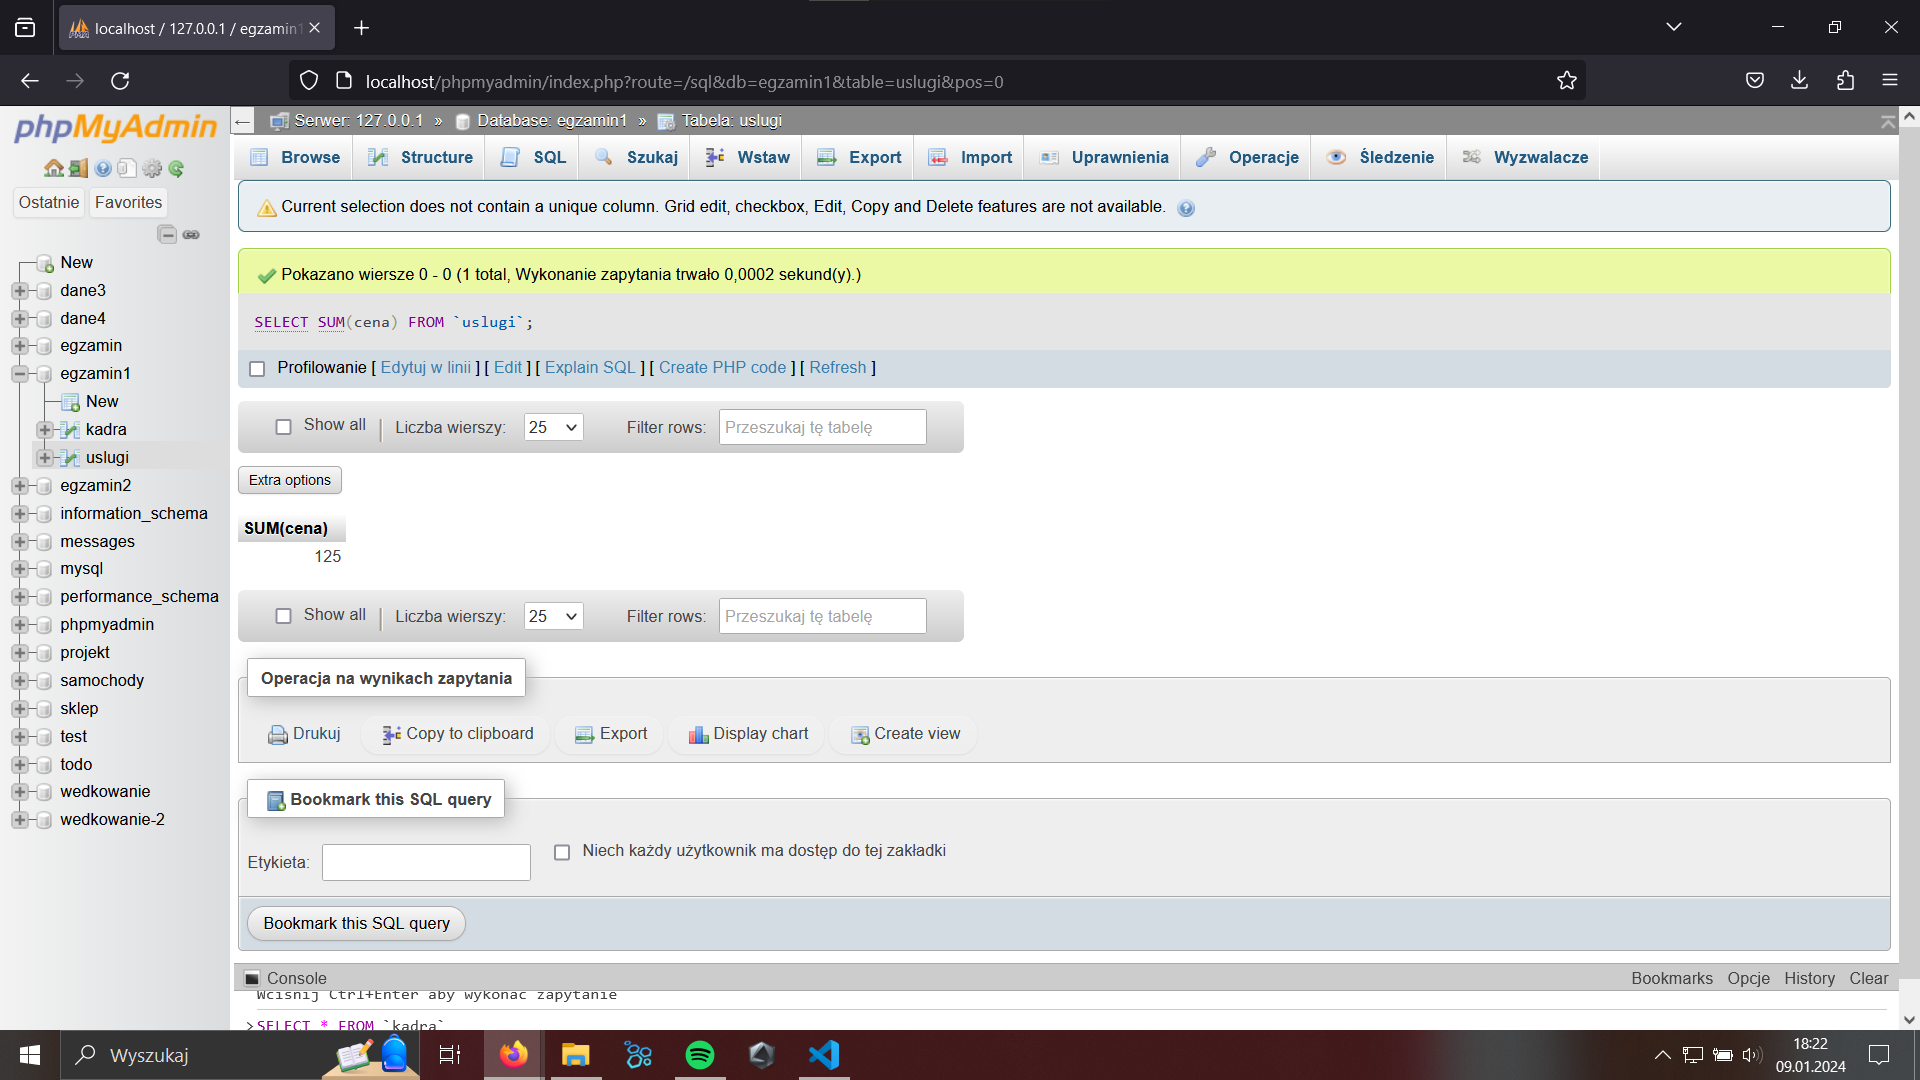 localhost / 127.0.0.1 / egzamin1
localhost/phpmyadmin/index.php?route=/sql&db=egzamin1&table=uslugi&pos=0
phpMyAdmin
Ostatnie
Favorites
New
dane3
dane4
egzamin
egzamin1
New
kadra
uslugi
egzamin2
information_schema
messages
mysql
performance_schema
phpmyadmin
projekt
samochody
sklep
test
todo
wedkowanie
wedkowanie-2
Serwer: 127.0.0.1 » Database: egzamin1 » Tabela: uslugi
Browse Structure SQL Szukaj Wstaw Export Import Uprawnienia Operacje Śledzenie Wyzwalacze
Current selection does not contain a unique column. Grid edit, checkbox, Edit, Copy and Delete features are not available.
Pokazano wiersze 0 - 0 (1 total, Wykonanie zapytania trwało 0,0002 sekund(y).)
SELECT SUM(cena) FROM `uslugi`;
Profilowanie [ Edytuj w linii ] [ Edit ] [ Explain SQL ] [ Create PHP code ] [ Refresh ]
Show all | Liczba wierszy: 25 Filter rows: Przeszukaj tę tabelę
Extra options
SUM(cena)
125
Show all | Liczba wierszy: 25 Filter rows: Przeszukaj tę tabelę
Operacja na wynikach zapytania
Drukuj Copy to clipboard Export Display chart Create view
Bookmark this SQL query
Etykieta: Niech każdy użytkownik ma dostęp do tej zakładki
Bookmark this SQL query
Console Bookmarks Opcje History Clear
Wciśnij Ctrl+Enter aby wykonać zapytanie
>SELECT * FROM `kadra`
Wyszukaj
18:22
09.01.2024